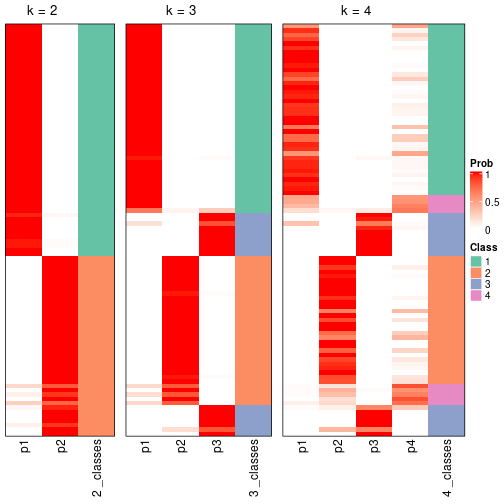 k = 2
k = 3
k = 4
p1
p2
2_classes
p1
p2
p3
3_classes
p1
p2
p3
p4
4_classes
Prob
1
0.5
0
Class
1
2
3
4